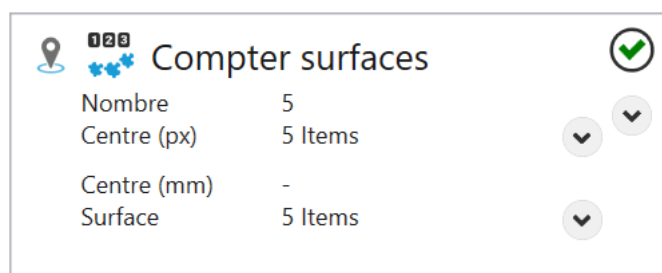 123
Compter surfaces
Nombre 5
Centre (px) 5 Items
Centre (mm) -
Surface 5 Items